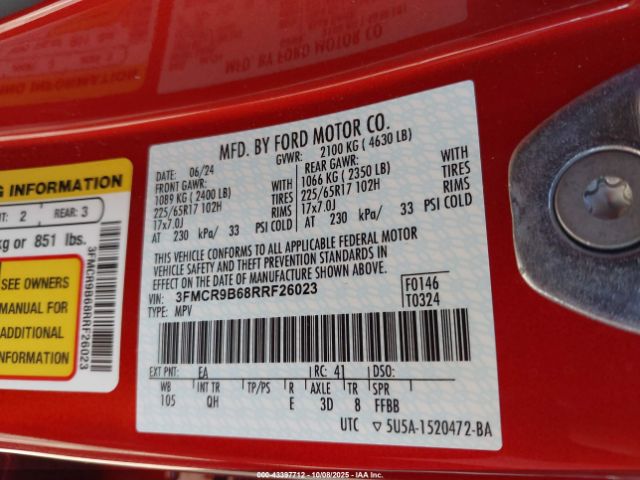 MFD. BY FORD MOTOR CO.
MFD. BY FORD MOTOR CO.
DATE: 06/24 GVWR: 2100 KG ( 4630 LB)
FRONT GAWR: REAR GAWR:
1089 KG ( 2400 LB) 1066 KG ( 2350 LB)
225/65R17 102H TIRES 225/65R17 102H TIRES
17x7.0J RIMS 17x7.0J RIMS
AT 230 kPa/ 33 PSI COLD AT 230 kPa/ 33 PSI COLD
THIS VEHICLE CONFORMS TO ALL APPLICABLE FEDERAL MOTOR
VEHICLE SAFETY AND THEFT PREVENTION STANDARDS IN
EFFECT ON THE DATE OF MANUFACTURE SHOWN ABOVE.
VIN: 3FMCR9B68RRF26023 F0146
TYPE: MPV T0324
EXT PNT: EA RC: 41 DSO:
WB INT TR TP/PS R AXLE TR SPR
105 QH E 3D 8 FFBB
UTC ▽5U5A-1520472-BA
INFORMATION
2 REAR: 3
kg or 851 lbs.
SEE OWNERS
MANUAL FOR
ADDITIONAL
INFORMATION
3FMCR9B68RRF26023
000-43397712 - 10/08/2025 - IAA Inc.